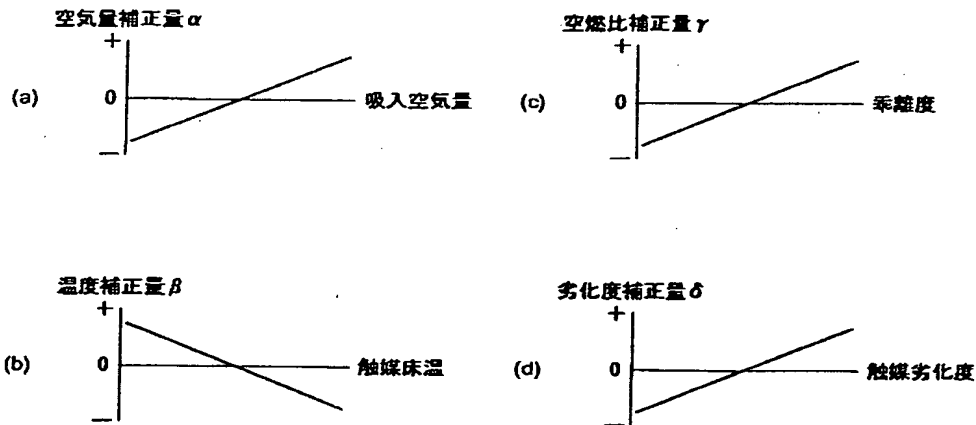 空気量補正量α
+
(a)
0
吸入空気量
—
空燃比補正量γ
+
(c)
0
乖離度
—
温度補正量β
+
(b)
0
触媒床温
—
劣化度補正量δ
+
(d)
0
触媒劣化度
—